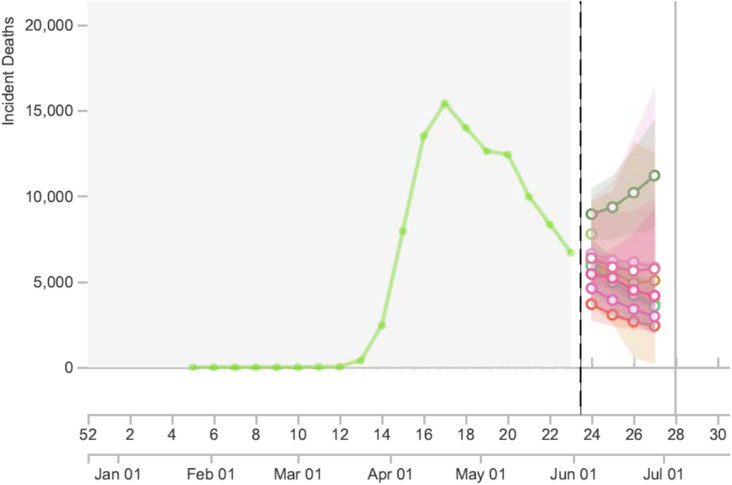 Incident Deaths
20,000
15,000
10,000
5,000
0
52 2 4 6 8 10 12 14 16 18 20 22 24 26 28 30
Jan 01 Feb 01 Mar 01 Apr 01 May 01 Jun 01 Jul 01